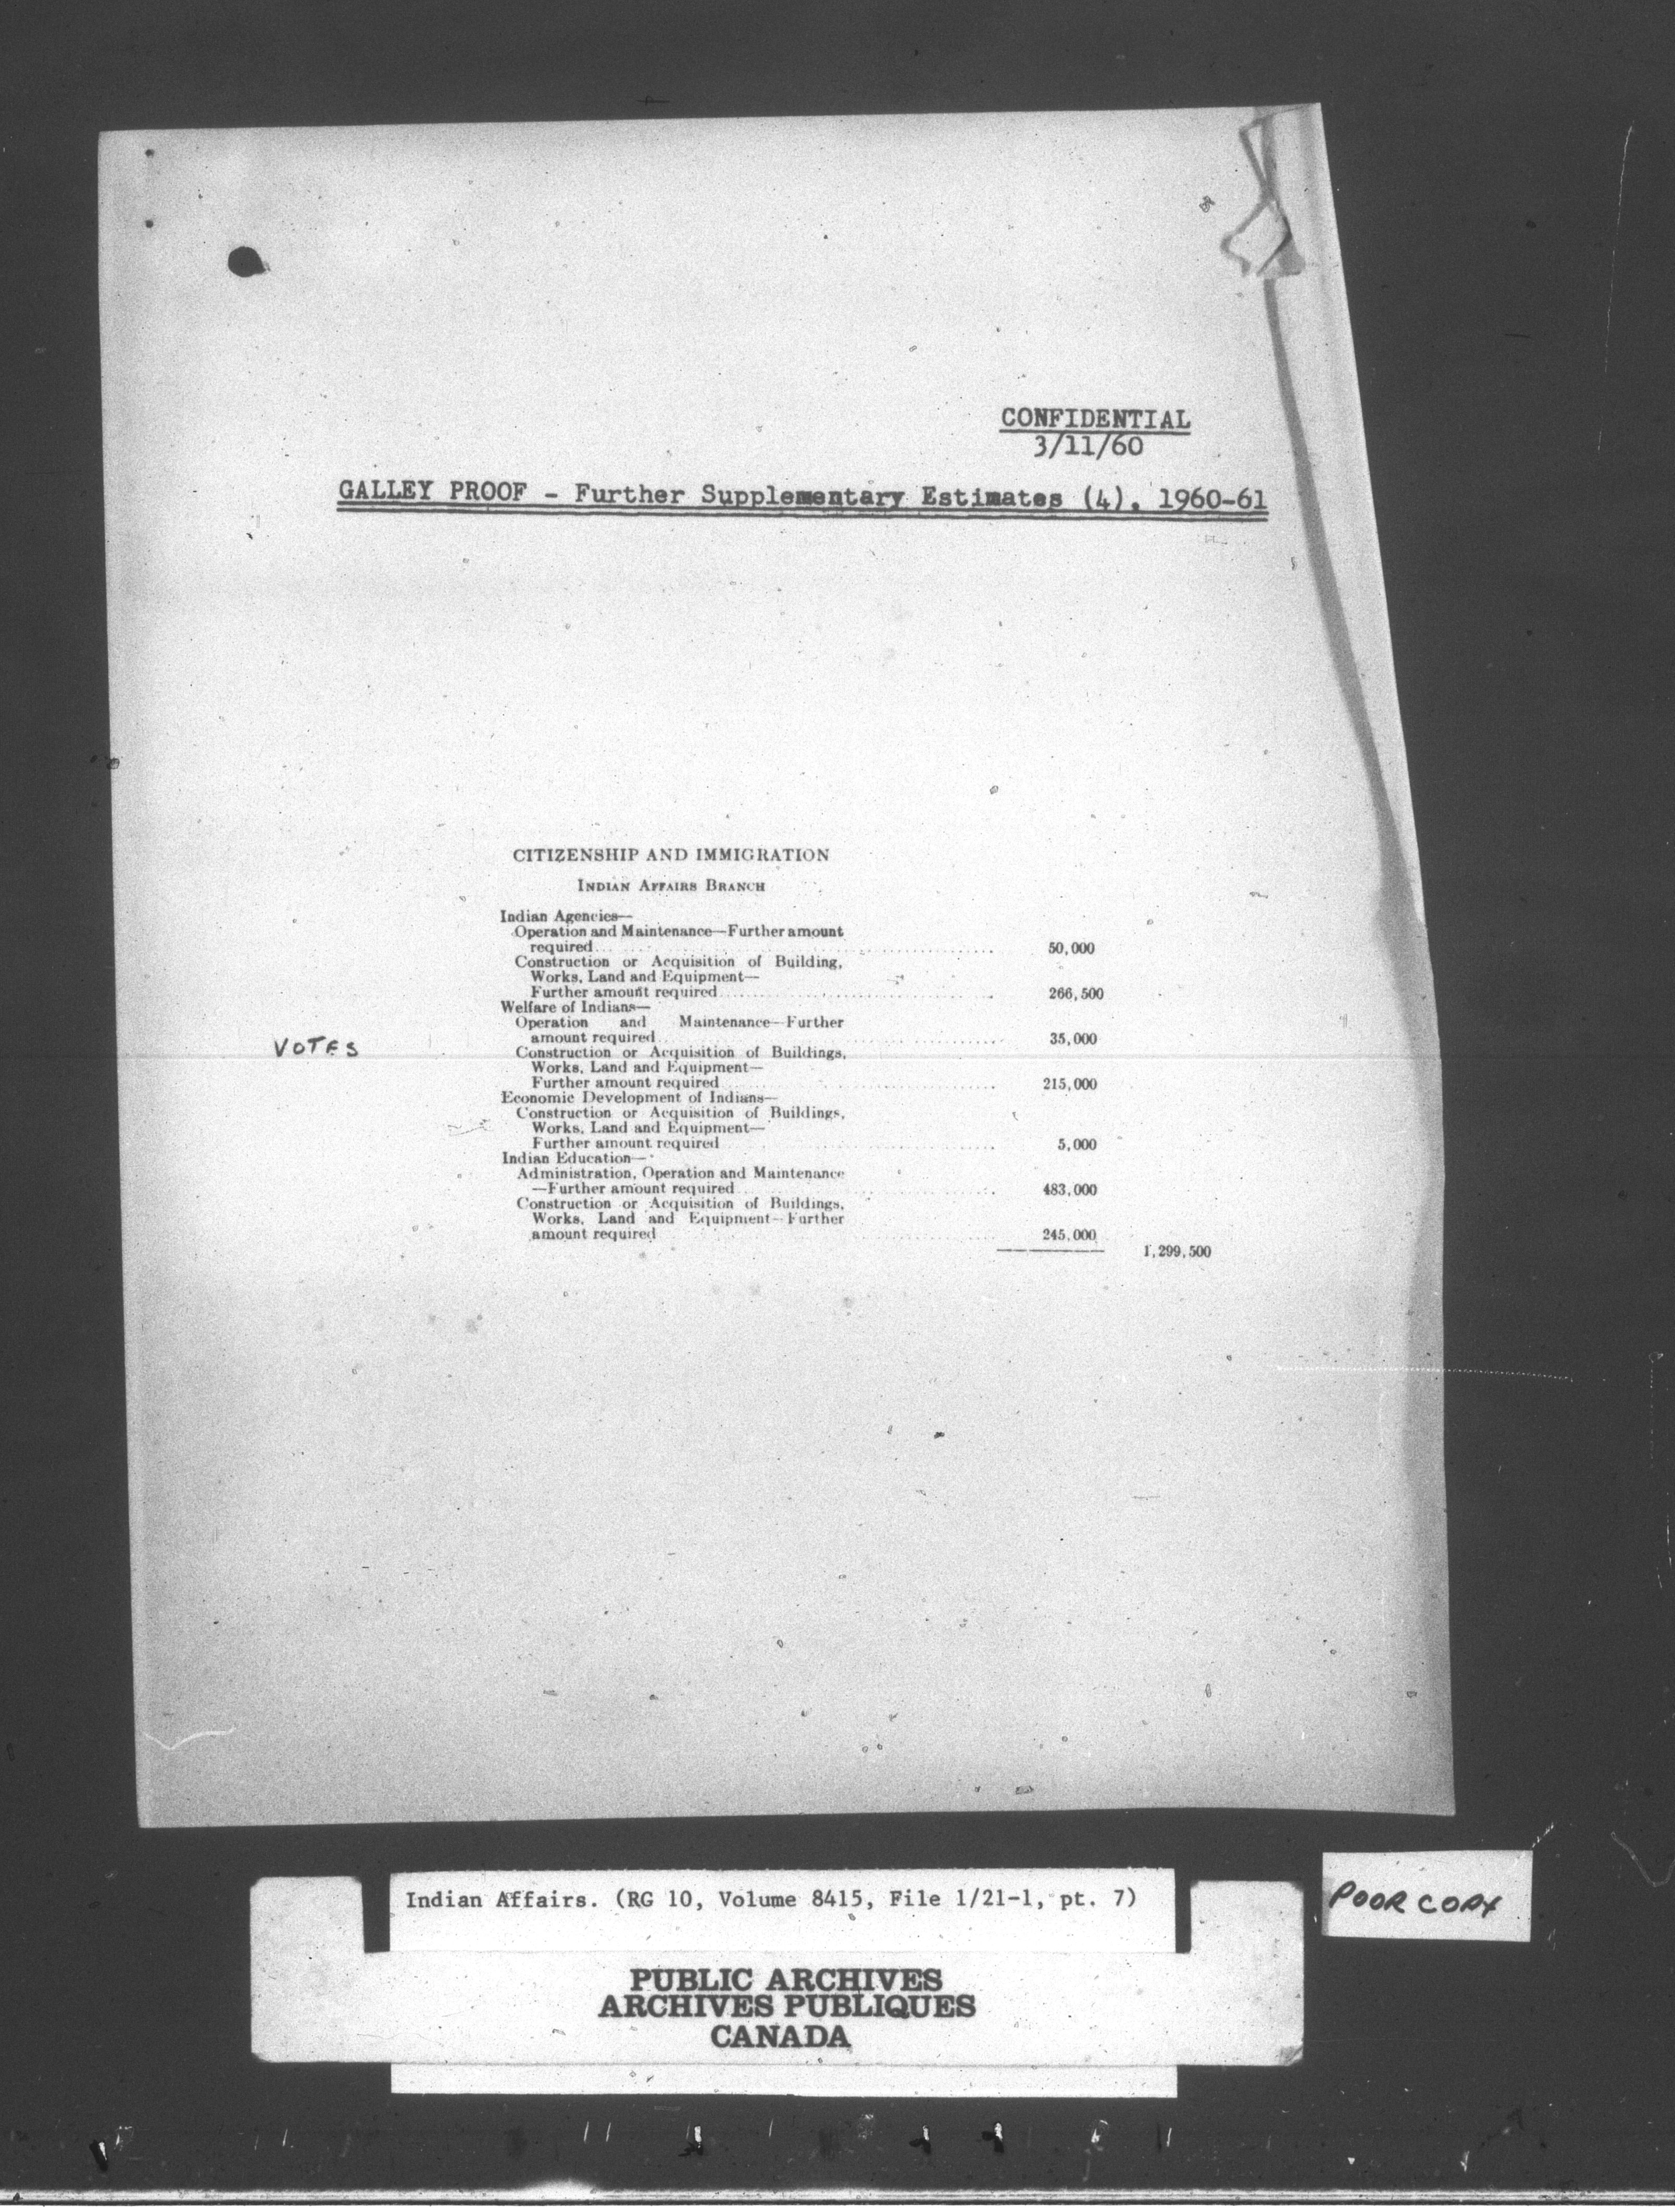 CONFIDENTIAL
3/11/60
GALLEY PROOF - Further Supplementary Estimates (4), 1960-61
CITIZENSHIP AND IMMIGRATION
INDIAN AFFAIRS BRANCH
Indian Agencies—
Operation and Maintenance—Further amount
required.......... 50,000
Construction or Acquisition of Building,
Works, Land and Equipment—
Further amount required.......... 266,500
Welfare of Indians—
Operation and Maintenance—Further
amount required.......... 35,000
VOTES
Construction or Acquisition of Buildings,
Works, Land and Equipment—
Further amount required.......... 215,000
Economic Development of Indians—
Construction or Acquisition of Buildings,
Works, Land and Equipment—
Further amount required.......... 5,000
Indian Education—
Administration, Operation and Maintenance
—Further amount required.......... 483,000
Construction or Acquisition of Buildings,
Works, Land and Equipment—Further
amount required.......... 245,000
1,299,500
Indian Affairs. (RG 10, Volume 8415, File 1/21-1, pt. 7)
POOR COPY
PUBLIC ARCHIVES
ARCHIVES PUBLIQUES
CANADA